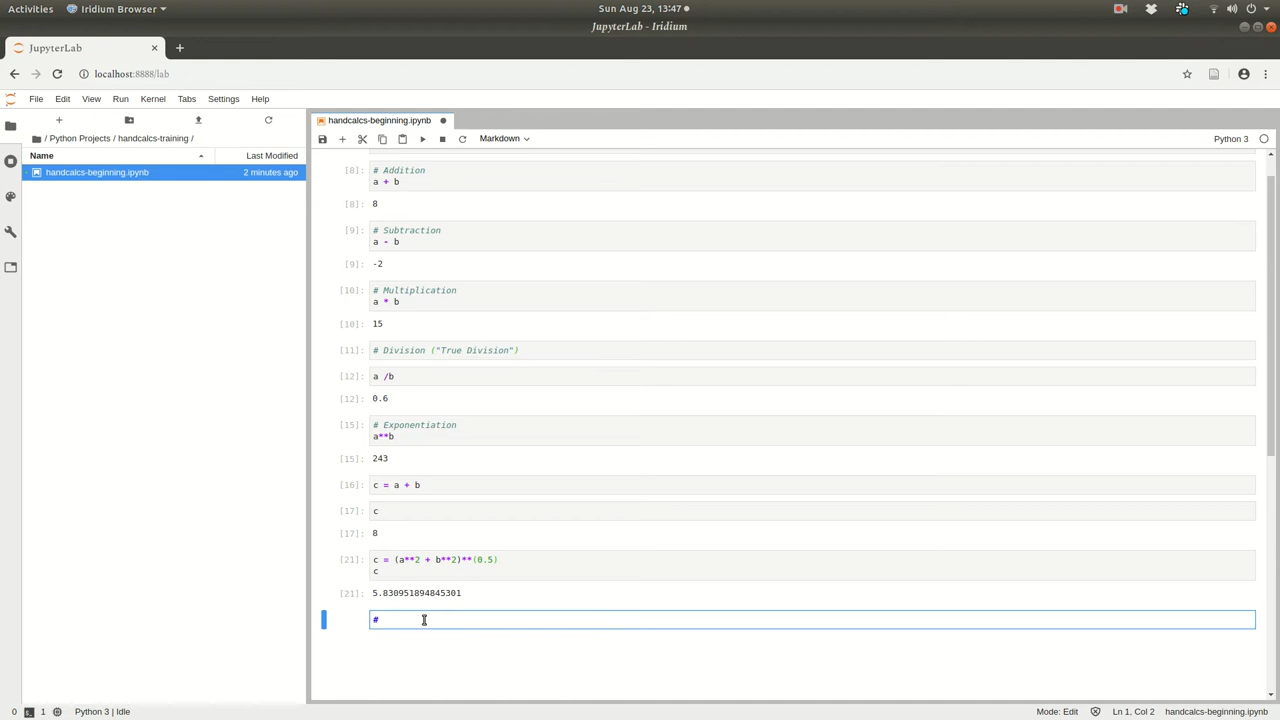 Activities Iridium Browser Sun Aug 23, 13:47
JupyterLab - Iridium
JupyterLab
localhost:8888/lab
File Edit View Run Kernel Tabs Settings Help
handcalcs-beginning.ipynb
/ Python Projects / handcalcs-training /
Markdown Python 3
Name Last Modified
handcalcs-beginning.ipynb 2 minutes ago
[8]: # Addition
a + b
[8]: 8
[9]: # Subtraction
a - b
[9]: -2
[10]: # Multiplication
a * b
[10]: 15
[11]: # Division ("True Division")
[12]: a /b
[12]: 0.6
[15]: # Exponentiation
a**b
[15]: 243
[16]: c = a + b
[17]: c
[17]: 8
[21]: c = (a**2 + b**2)**(0.5)
c
[21]: 5.830951894845301
#
0 1 Python 3 | Idle Mode: Edit Ln 1, Col 2 handcalcs-beginning.ipynb